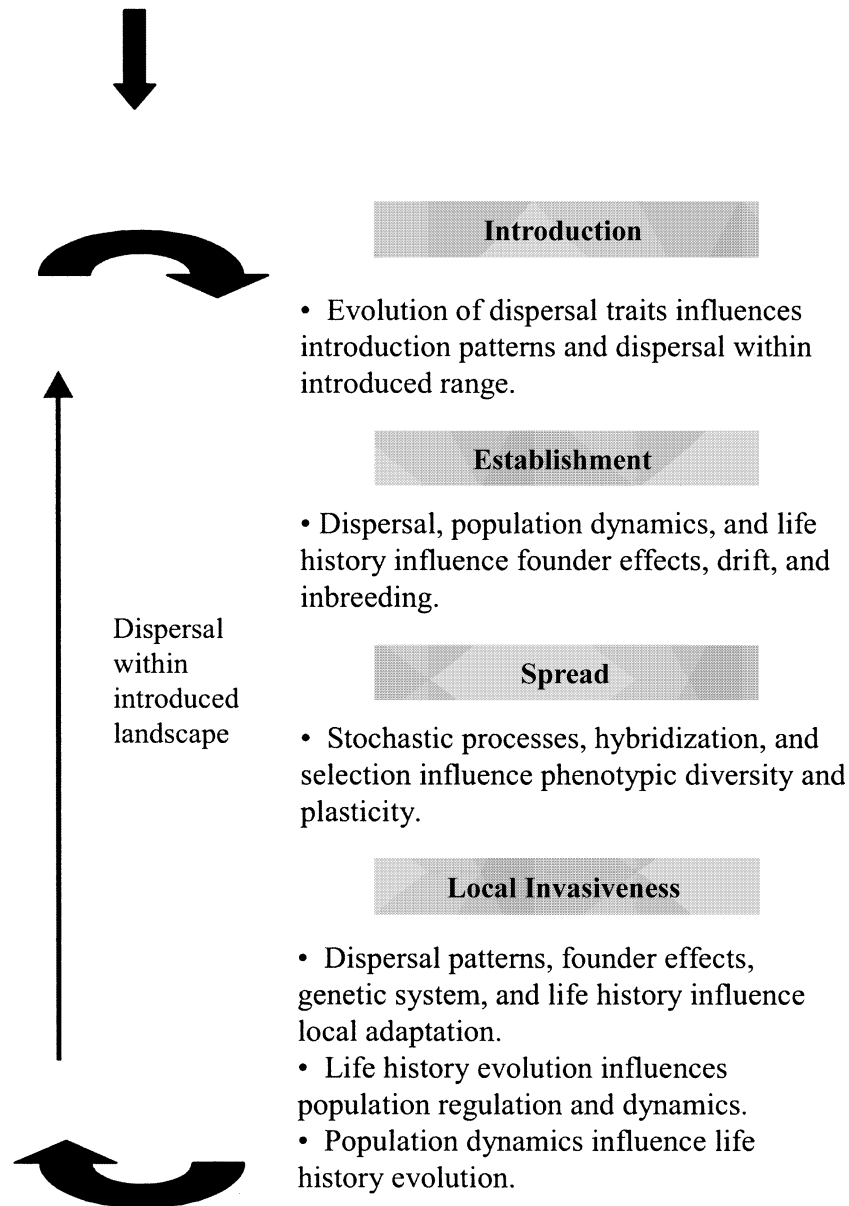 Introduction
• Evolution of dispersal traits influences
introduction patterns and dispersal within
introduced range.
Establishment
• Dispersal, population dynamics, and life
history influence founder effects, drift, and
inbreeding.
Dispersal
within
introduced
landscape
Spread
• Stochastic processes, hybridization, and
selection influence phenotypic diversity and
plasticity.
Local Invasiveness
• Dispersal patterns, founder effects,
genetic system, and life history influence
local adaptation.
• Life history evolution influences
population regulation and dynamics.
• Population dynamics influence life
history evolution.